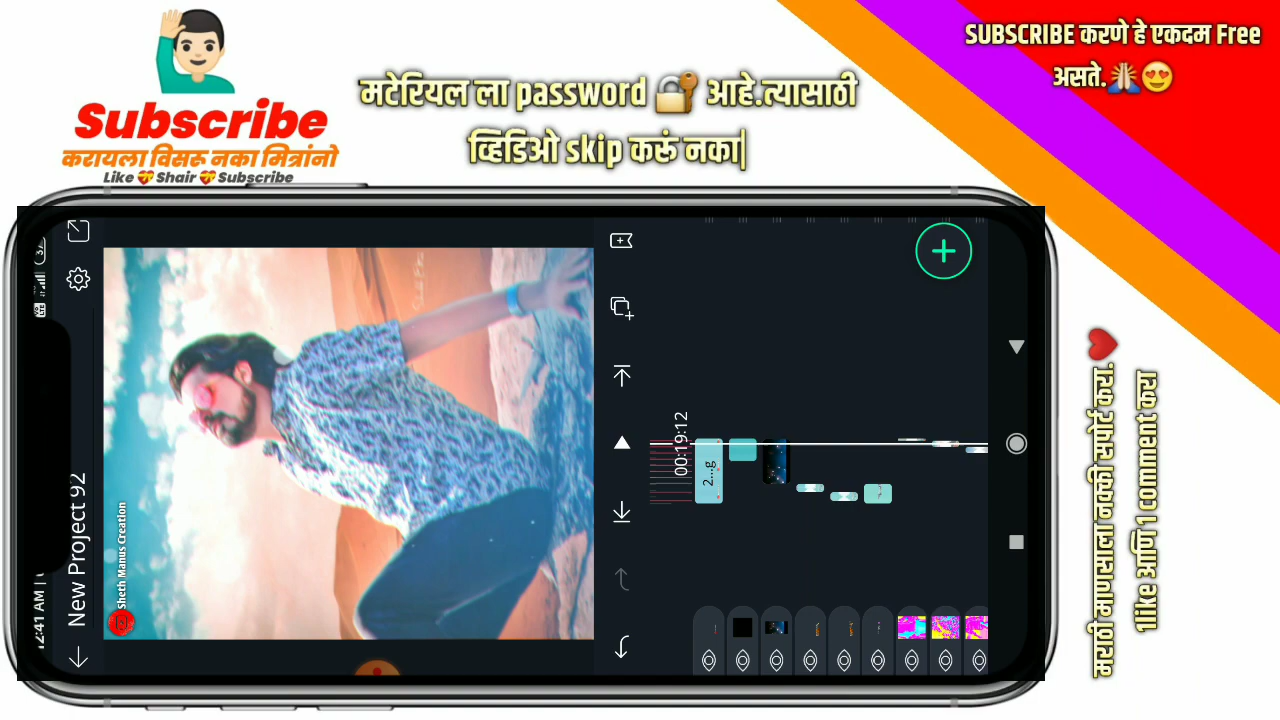 Subscribe
करायला विसरू नका मित्रांनो
Like 💝 Shair 💝 Subscribe
मटेरियल ला password 🔐 आहे.त्यासाठी
व्हिडिओ skip करूं नका|
SUBSCRIBE करणे हे एकदम Free
असते.🙏😍
New Project 92
sheth Manus Creation
00:19:12
2...g
मराठी माणसाला नक्की सपोर्ट करा.❤️
1like आणि 1 comment करा